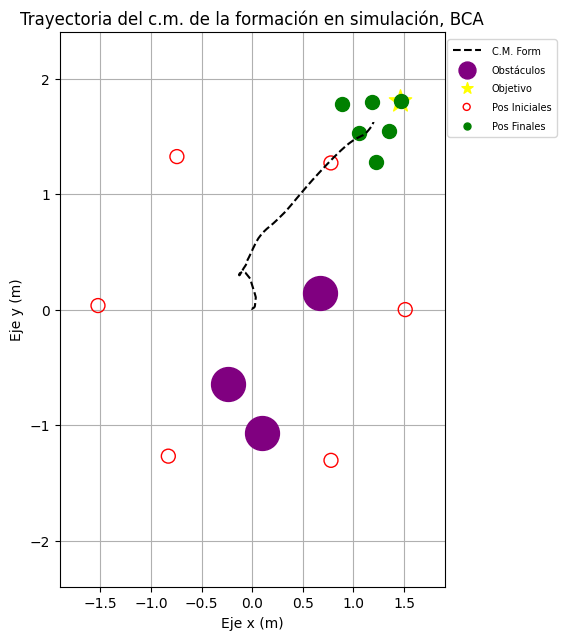 Trayectoria del c.m. de la formación en simulación, BCA
C.M. Form
Obstáculos
Objetivo
Pos Iniciales
Pos Finales
2
1
0
−1
−2
Eje y (m)
−1.5
−1.0
−0.5
0.0
0.5
1.0
1.5
Eje x (m)